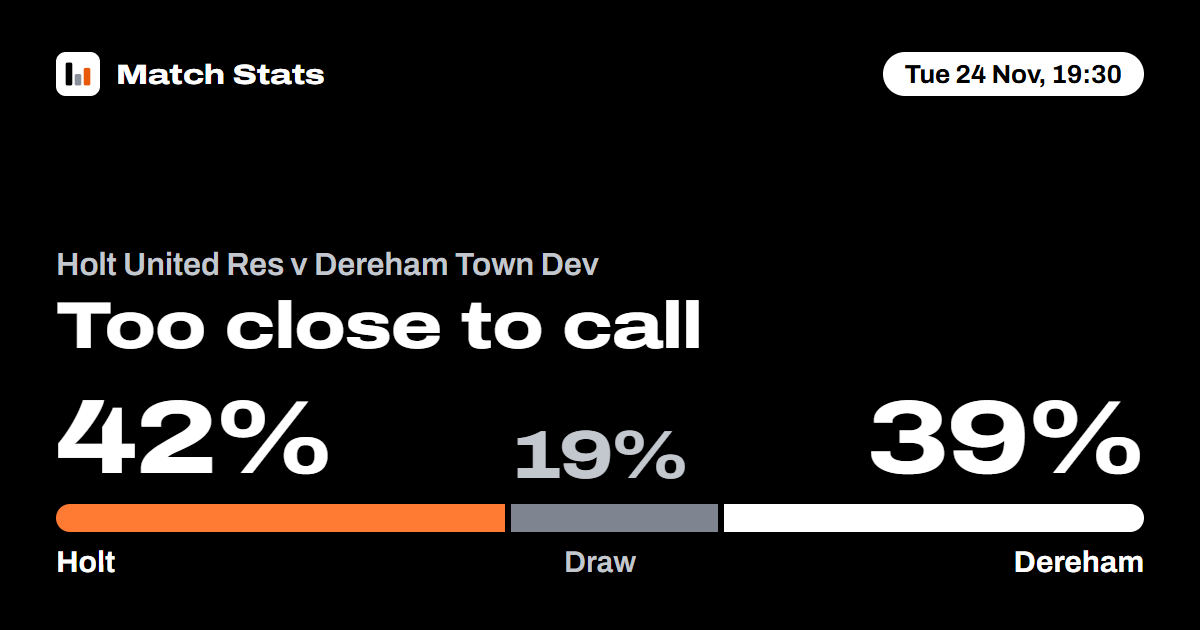 Match Stats
Tue 24 Nov, 19:30
Holt United Res v Dereham Town Dev
Too close to call
42% 19% 39%
Holt Draw Dereham